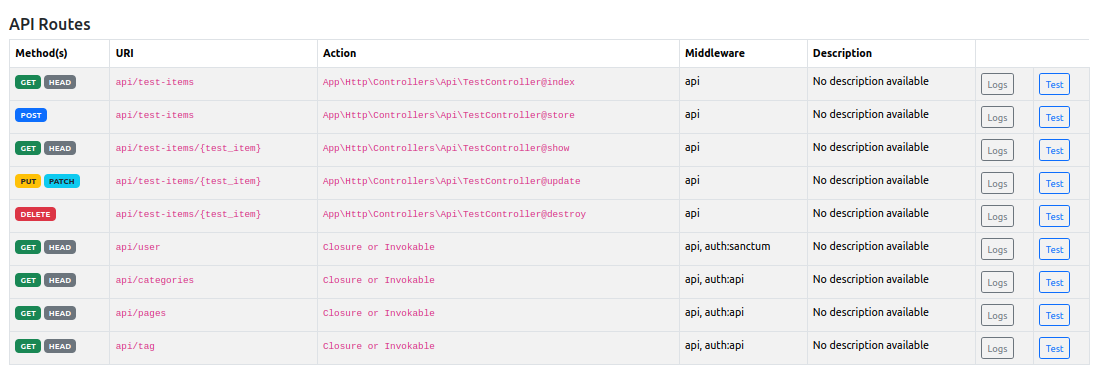 API Routes
Method(s) URI Action Middleware Description
GET HEAD api/test-items App\Http\Controllers\Api\TestController@index api No description available Logs Test
POST api/test-items App\Http\Controllers\Api\TestController@store api No description available Logs Test
GET HEAD api/test-items/{test_item} App\Http\Controllers\Api\TestController@show api No description available Logs Test
PUT PATCH api/test-items/{test_item} App\Http\Controllers\Api\TestController@update api No description available Logs Test
DELETE api/test-items/{test_item} App\Http\Controllers\Api\TestController@destroy api No description available Logs Test
GET HEAD api/user Closure or Invokable api, auth:sanctum No description available Logs Test
GET HEAD api/categories Closure or Invokable api, auth:api No description available Logs Test
GET HEAD api/pages Closure or Invokable api, auth:api No description available Logs Test
GET HEAD api/tag Closure or Invokable api, auth:api No description available Logs Test